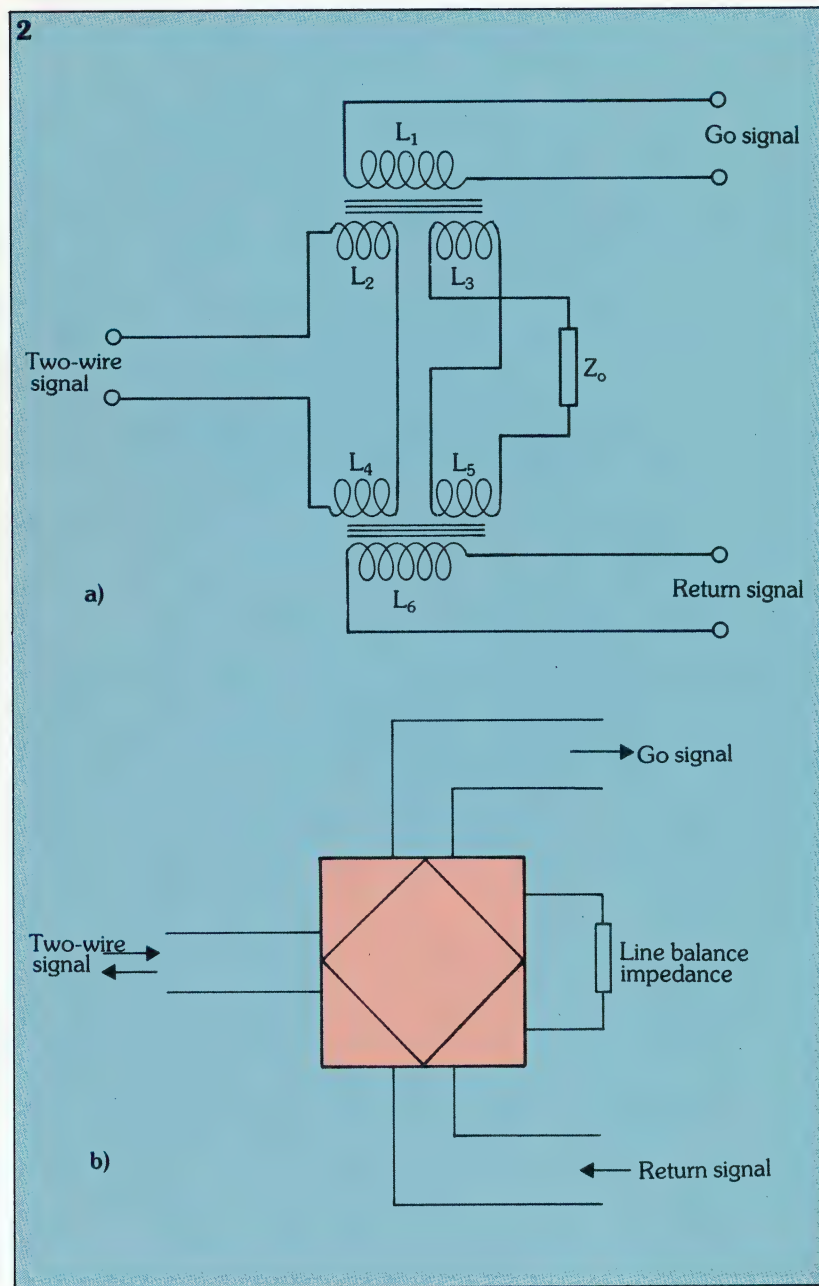 2
L₁
Go signal
L₂
L₃
Two-wire
signal
Zₒ
L₄
L₅
a)
L₆
Return signal
Go signal
Two-wire
signal
Line balance
impedance
b)
Return signal